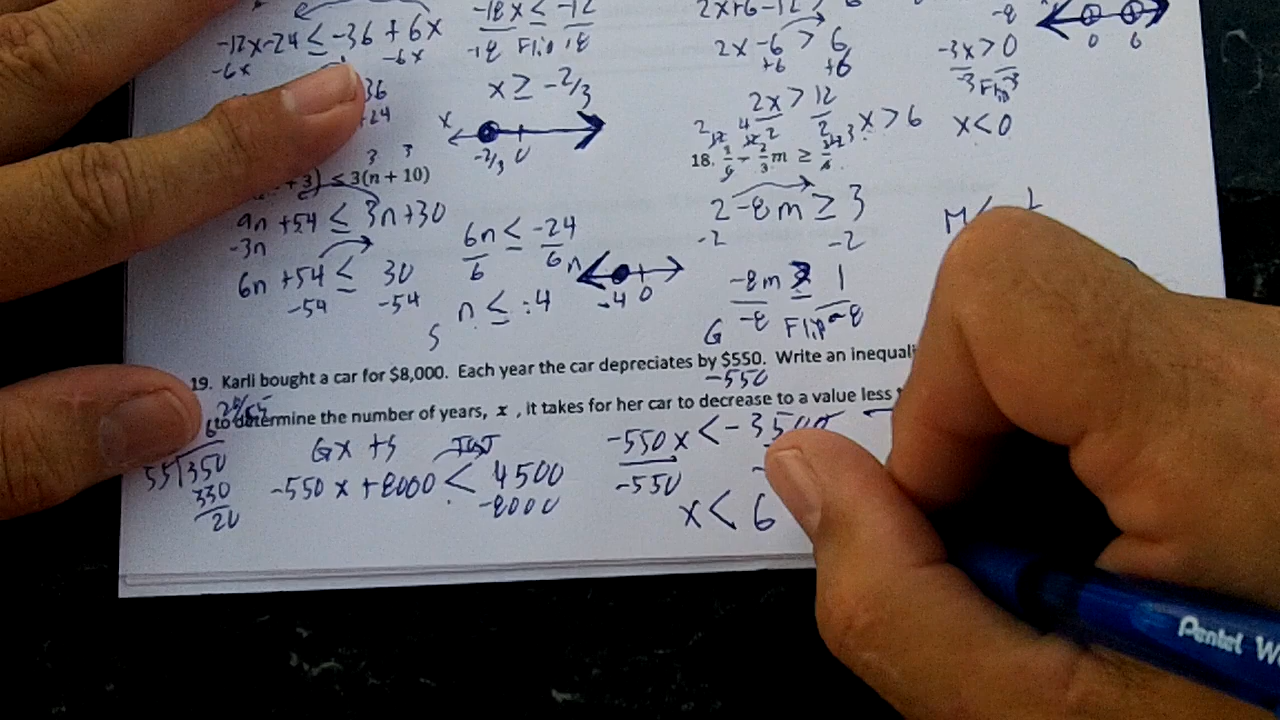 -12x-24 ≤ -36 + 6x
-6x -6x
36
+24
-18x ≤ -12
-18 Flip 18
x ≥ -2/3
x
-2/3 0
2x+6-12 > 6
2x -6 > 6
+6 +6
2x > 12
2 2
x > 6
-3x > 0
-3 Flip -3
x < 0
0 6
+ 3) ≤ 3(n + 10)
9n +54 ≤ 3n+30
-3n
6n +54 ≤ 30
-54 -54
6n ≤ -24
6 6
n
-4 0
n ≤ -4
18.
m ≥
2 -8m ≥ 3
-2 -2
-8m ≥ 1
-8 Flip -8
M <
G
S
19. Karli bought a car for $8,000. Each year the car depreciates by $550. Write an inequali
-550
to determine the number of years, x , it takes for her car to decrease to a value less
Gx + S
-550 x +8000 < 4500
-8000
-550x < -3500
-550
x < 6
55 350
330
20
Pentel W